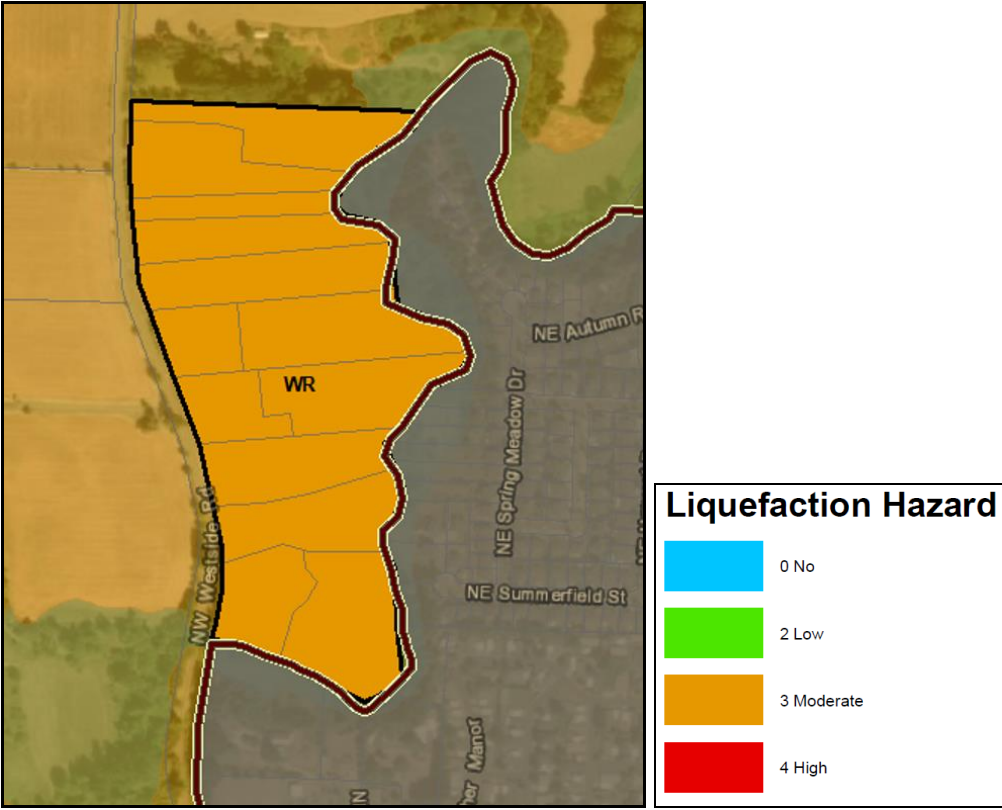 NE Autumn R
WR
NE Spring Meadow Dr
NW Westside Rd
NE Summerfield St
her Manor
N
Liquefaction Hazard
0 No
2 Low
3 Moderate
4 High